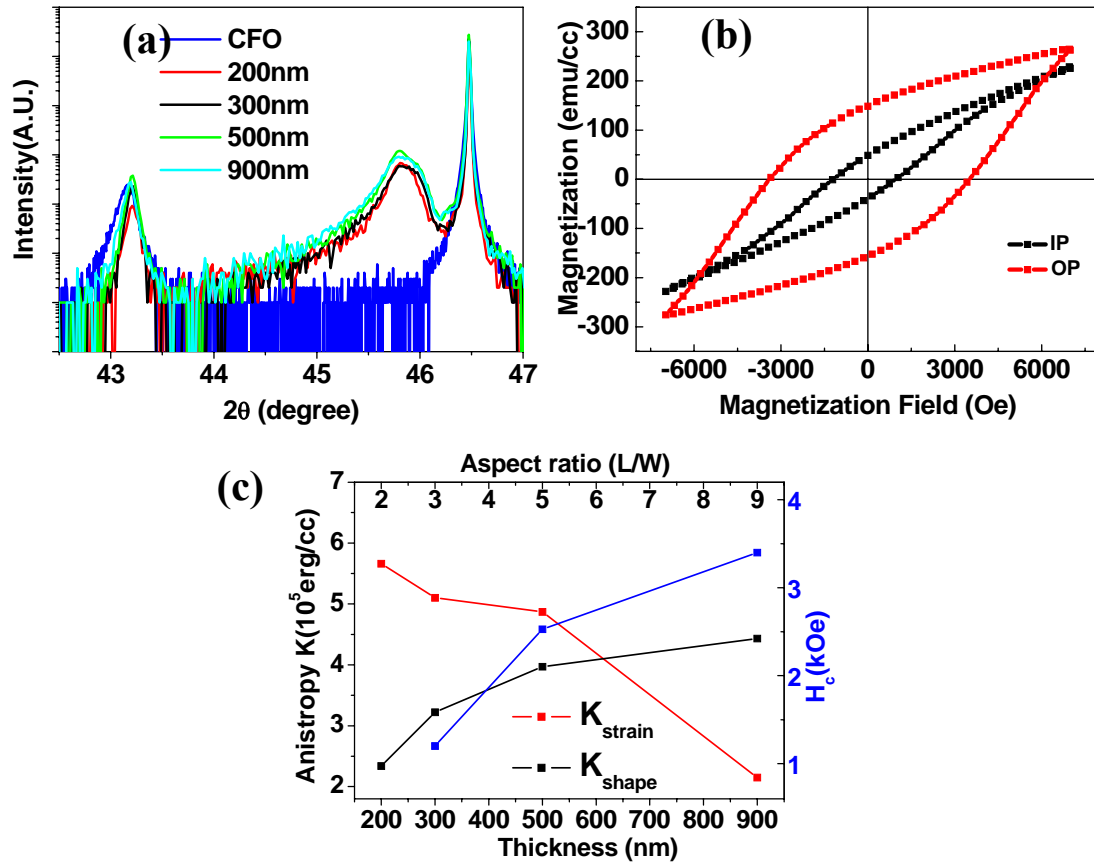 (a)
CFO
200nm
300nm
500nm
900nm
Intensity(A.U.)
43 44 45 46 47
2θ (degree)
(b)
Magnetization (emu/cc)
300
200
100
0
-100
-200
-300
IP
OP
-6000 -3000 0 3000 6000
Magnetization Field (Oe)
(c)
Aspect ratio (L/W)
2 3 4 5 6 7 8 9
Anistropy K(10⁵erg/cc)
7
6
5
4
3
2
K strain
K shape
4
3
2
1
H_c(kOe)
200 300 400 500 600 700 800 900
Thickness (nm)